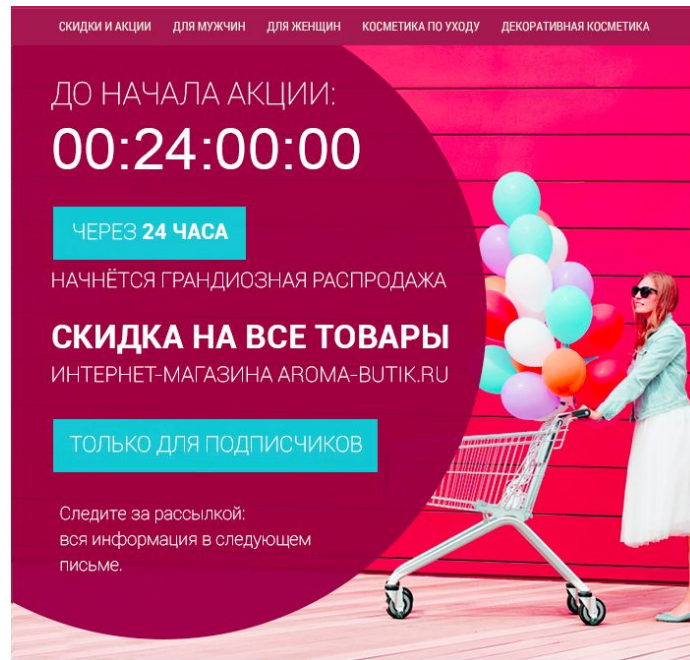 СКИДКИ И АКЦИИ ДЛЯ МУЖЧИН ДЛЯ ЖЕНЩИН КОСМЕТИКА ПО УХОДУ ДЕКОРАТИВНАЯ КОСМЕТИКА
ДО НАЧАЛА АКЦИИ:
00:24:00:00
ЧЕРЕЗ 24 ЧАСА
НАЧНЁТСЯ ГРАНДИОЗНАЯ РАСПРОДАЖА
СКИДКА НА ВСЕ ТОВАРЫ
ИНТЕРНЕТ-МАГАЗИНА AROMA-BUTIK.RU
ТОЛЬКО ДЛЯ ПОДПИСЧИКОВ
Следите за рассылкой:
вся информация в следующем
письме.